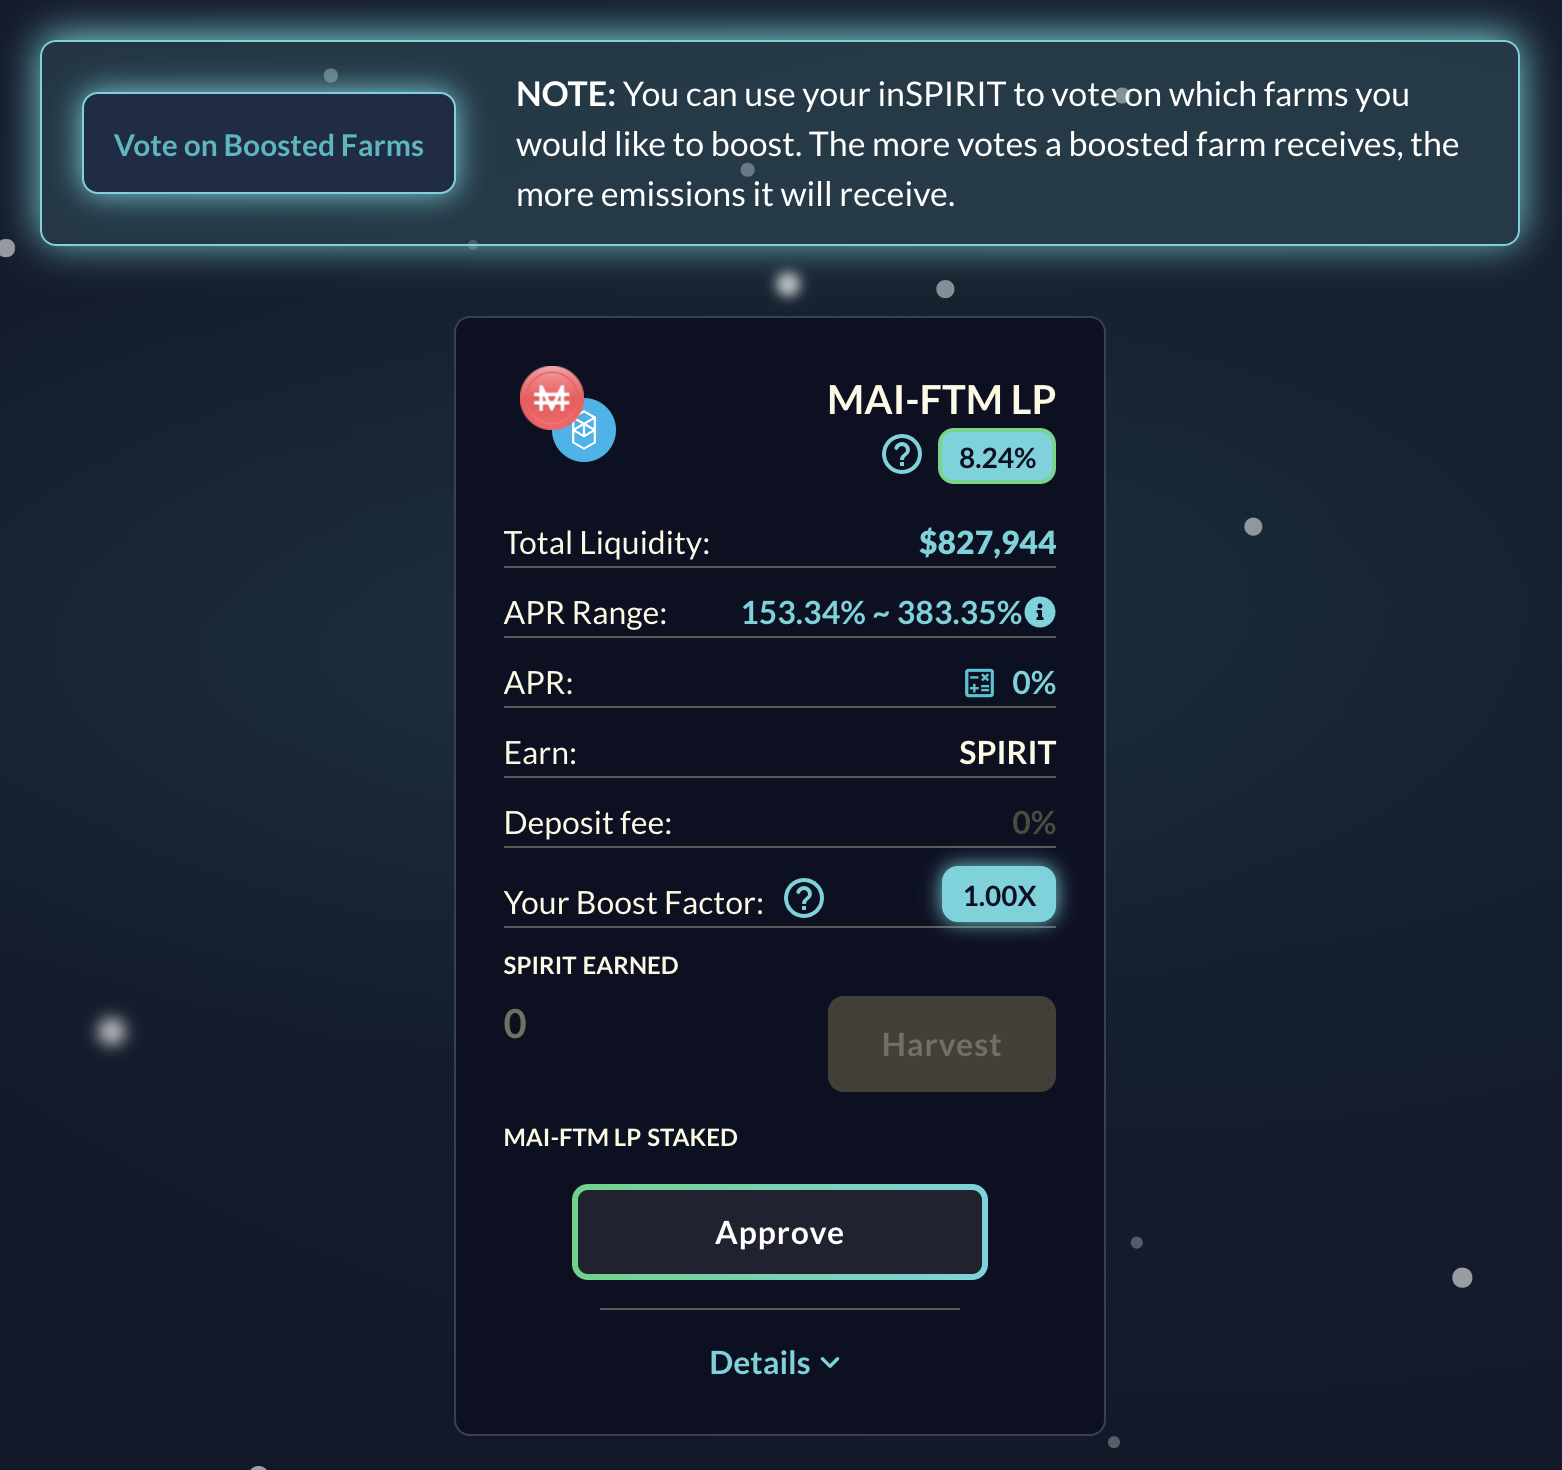 Vote on Boosted Farms
NOTE: You can use your inSPIRIT to vote on which farms you
would like to boost. The more votes a boosted farm receives, the
more emissions it will receive.
MAI-FTM LP
8.24%
Total Liquidity: $827,944
APR Range: 153.34% ~ 383.35%
APR: 0%
Earn: SPIRIT
Deposit fee: 0%
Your Boost Factor: 1.00X
SPIRIT EARNED
0 Harvest
MAI-FTM LP STAKED
Approve
Details